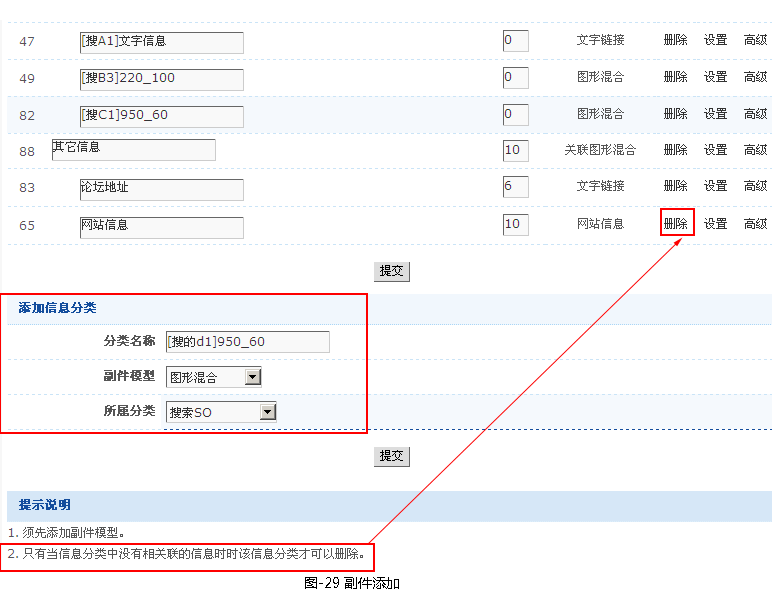 47 [搜A1]文字信息 0 文字链接 删除 设置 高级
49 [搜B3]220_100 0 图形混合 删除 设置 高级
82 [搜C1]950_60 0 图形混合 删除 设置 高级
88 其它信息 10 关联图形混合 删除 设置 高级
83 论坛地址 6 文字链接 删除 设置 高级
65 网站信息 10 网站信息 删除 设置 高级
提交
添加信息分类
分类名称 [搜的d1]950_60
副件模型 图形混合
所属分类 搜索SO
提交
提示说明
1. 须先添加副件模型。
2. 只有当信息分类中没有相关联的信息时时该信息分类才可以删除。
图-29 副件添加